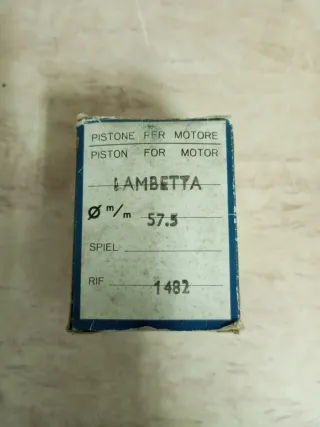 PISTONE PER MOTORE
PISTON FOR MOTOR
LAMBETTA
Ø m/m 57.5
SPIEL
RIF 1482